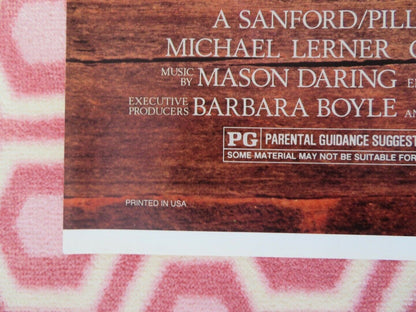 A SANFORD/PILL
MICHAEL LERNER
MUSIC BY MASON DARING
EXECUTIVE PRODUCERS BARBARA BOYLE AN
PG PARENTAL GUIDANCE SUGGEST
SOME MATERIAL MAY NOT BE SUITABLE FOR
PRINTED IN USA